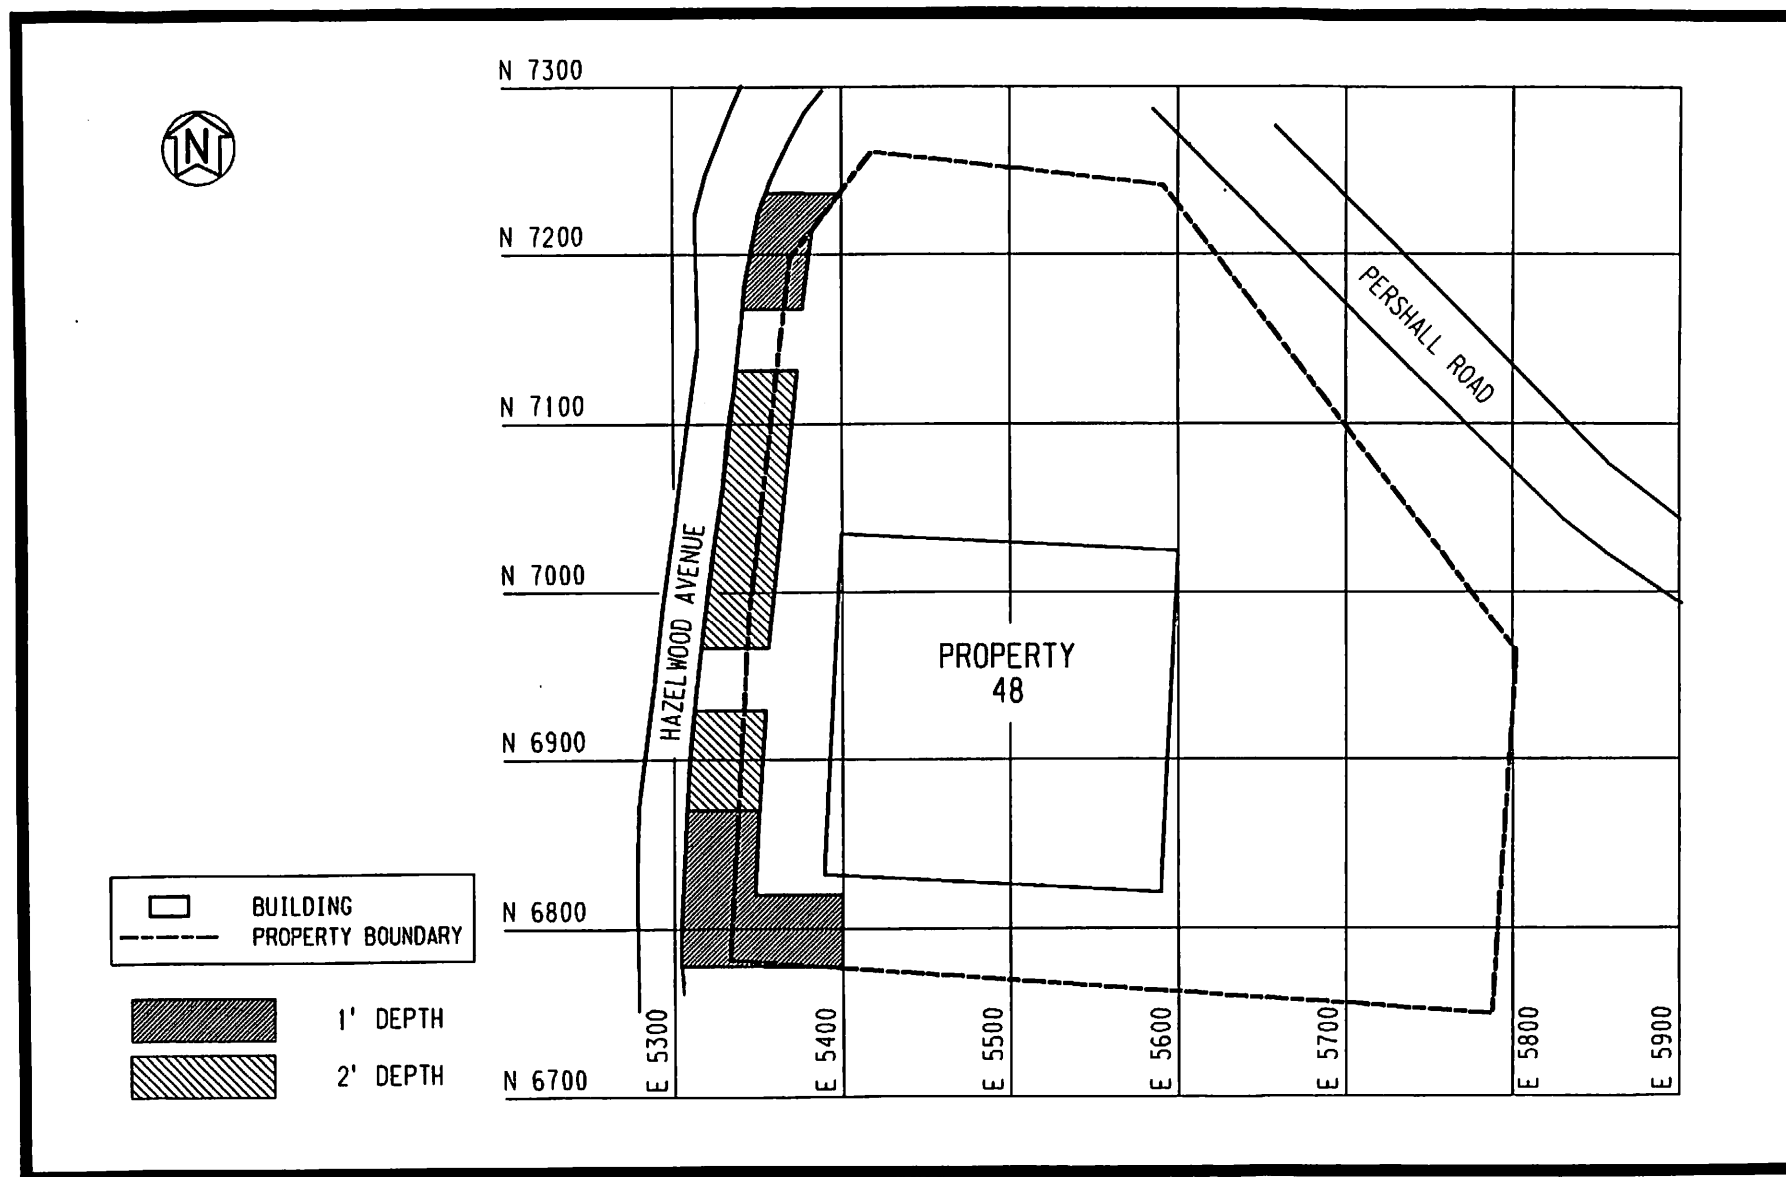 N 7300
N
N 7200
PERSHALL ROAD
N 7100
N 7000
HAZELWOOD AVENUE
PROPERTY
48
N 6900
N 6800
BUILDING
PROPERTY BOUNDARY
1' DEPTH
2' DEPTH
N 6700
E 5300
E 5400
E 5500
E 5600
E 5700
E 5800
E 5900